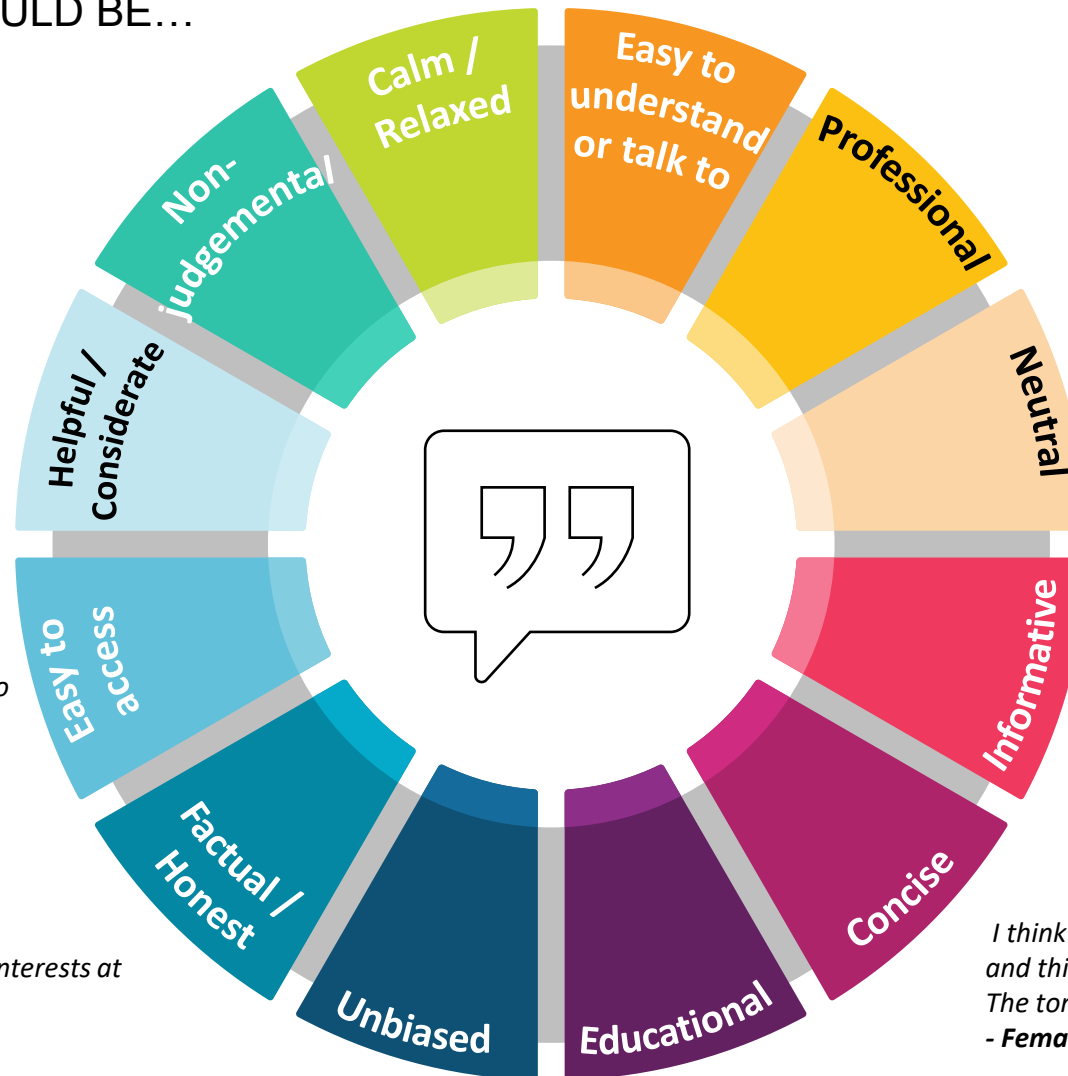 ULD BE…
Easy to
understand
or talk to
Professional
Neutral
Informative
Concise
Educational
Unbiased
Factual /
Honest
Easy to
access
Helpful /
Considerate
Non-
judgemental
Calm /
Relaxed
nterests at
I think
and thi
The
- Fema